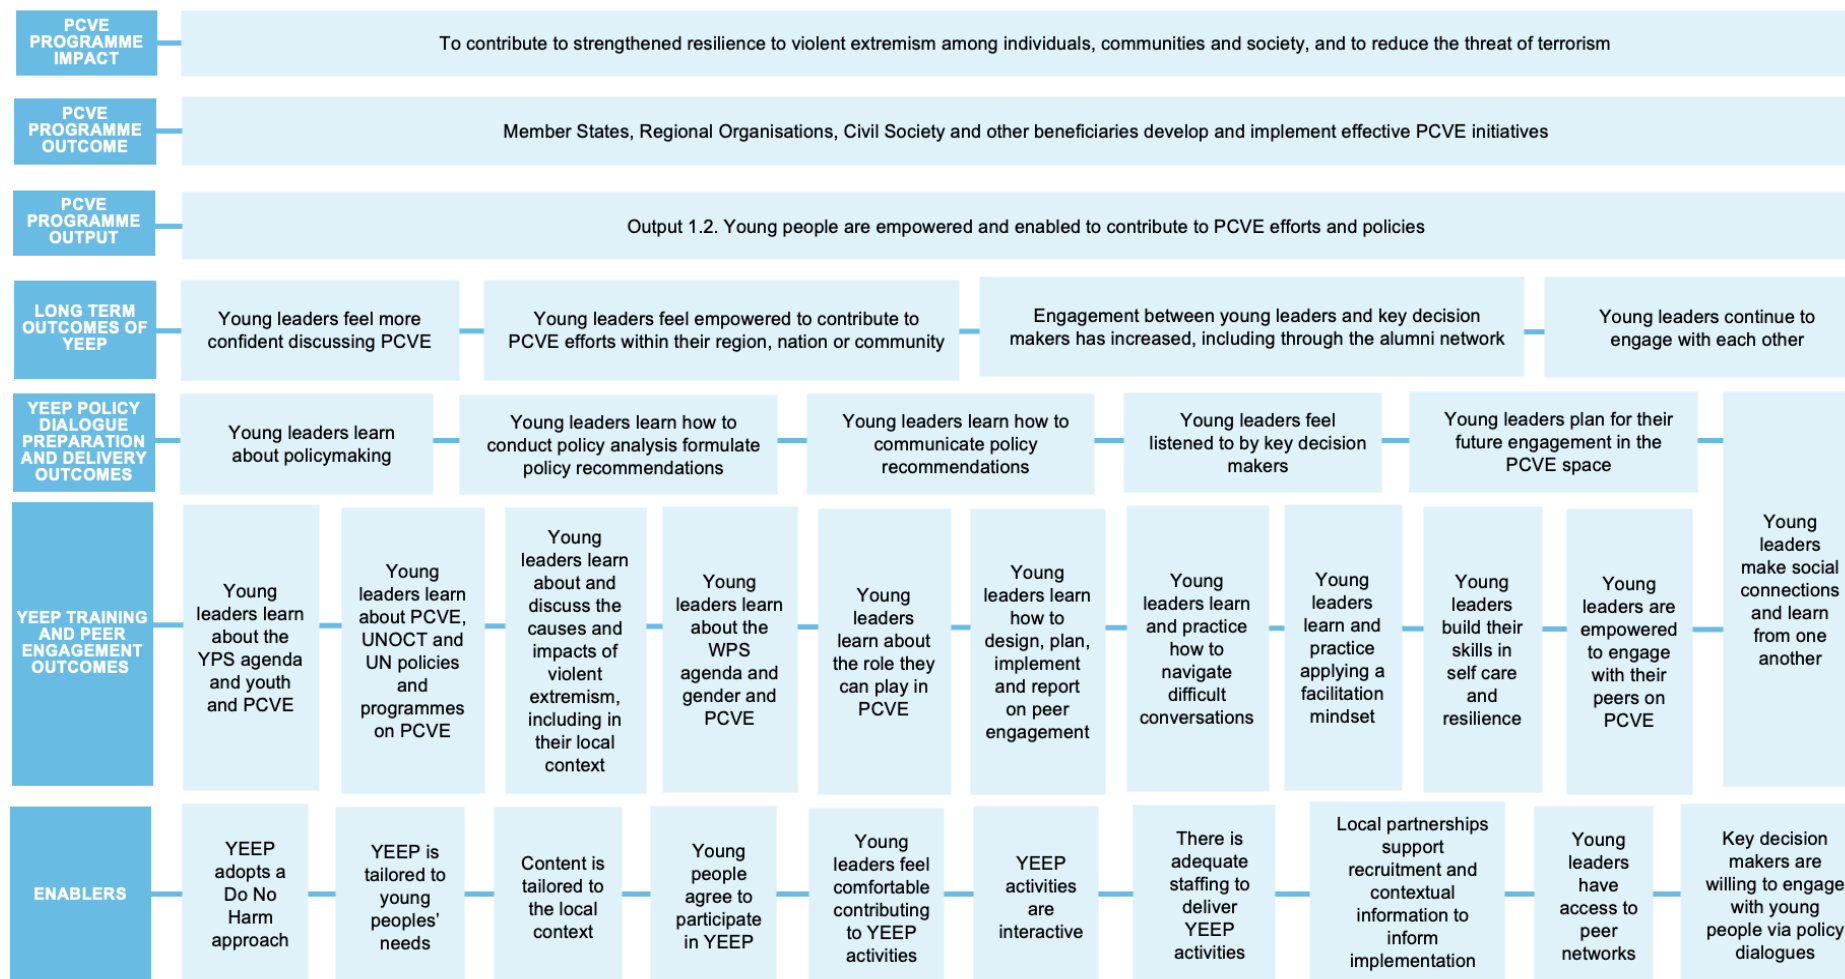 PCVE
PROGRAMME
IMPACT
To contribute to strengthened resilience to violent extremism among individuals, communities and society, and to reduce the threat of terrorism
PCVE
PROGRAMME
OUTCOME
Member States, Regional Organisations, Civil Society and other beneficiaries develop and implement effective PCVE initiatives
PCVE
PROGRAMME
OUTPUT
Output 1.2. Young people are empowered and enabled to contribute to PCVE efforts and policies
LONG TERM
OUTCOMES OF
YEEP
Young leaders feel more
confident discussing PCVE
Young leaders feel empowered to contribute to
PCVE efforts within their region, nation or community
Engagement between young leaders and key decision
makers has increased, including through the alumni network
Young leaders continue to
engage with each other
YEEP POLICY
DIALOGUE
PREPARATION
AND DELIVERY
OUTCOMES
Young leaders learn
about policymaking
Young leaders learn how to
conduct policy analysis formulate
policy recommendations
Young leaders learn how to
communicate policy
recommendations
Young leaders feel
listened to by key decision
makers
Young leaders plan for their
future engagement in the
PCVE space
Young
leaders
make social
connections
and learn
from one
another
YEEP TRAINING
AND PEER
ENGAGEMENT
OUTCOMES
Young
leaders learn
about the
YPS agenda
and youth
and PCVE
Young
leaders learn
about PCVE,
UNOCT and
UN policies
and
programmes
on PCVE
Young
leaders learn
about and
discuss the
causes and
impacts of
violent
extremism,
including in
their local
context
Young
leaders learn
about the
WPS
agenda and
gender and
PCVE
Young
leaders
learn about
the role they
can play in
PCVE
Young
leaders learn
how to
design, plan,
implement
and report
on peer
engagement
Young
leaders learn
and practice
how to
navigate
difficult
conversations
Young
leaders
learn and
practice
applying a
facilitation
mindset
Young
leaders
build their
skills in
self care
and
resilience
Young
leaders are
empowered
to engage
with their
peers on
PCVE
ENABLERS
YEEP
adopts a
Do No
Harm
approach
YEEP is
tailored to
young
peoples'
needs
Content is
tailored to
the local
context
Young
people
agree to
participate
in YEEP
Young
leaders feel
comfortable
contributing
to YEEP
activities
YEEP
activities
are
interactive
There is
adequate
staffing to
deliver
YEEP
activities
Local partnerships
support
recruitment and
contextual
information to
inform
implementation
Young
leaders
have
access to
peer
networks
Key decision
makers are
willing to engage
with young
people via policy
dialogues